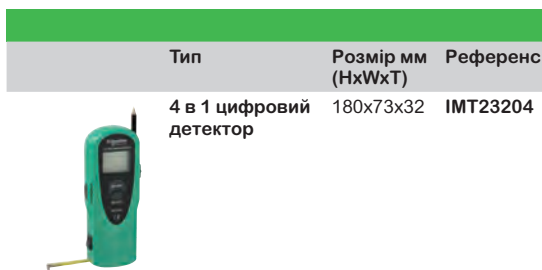 Тип Розмір мм Референс
(HxWxT)
4 в 1 цифровий 180x73x32 IMT23204
детектор